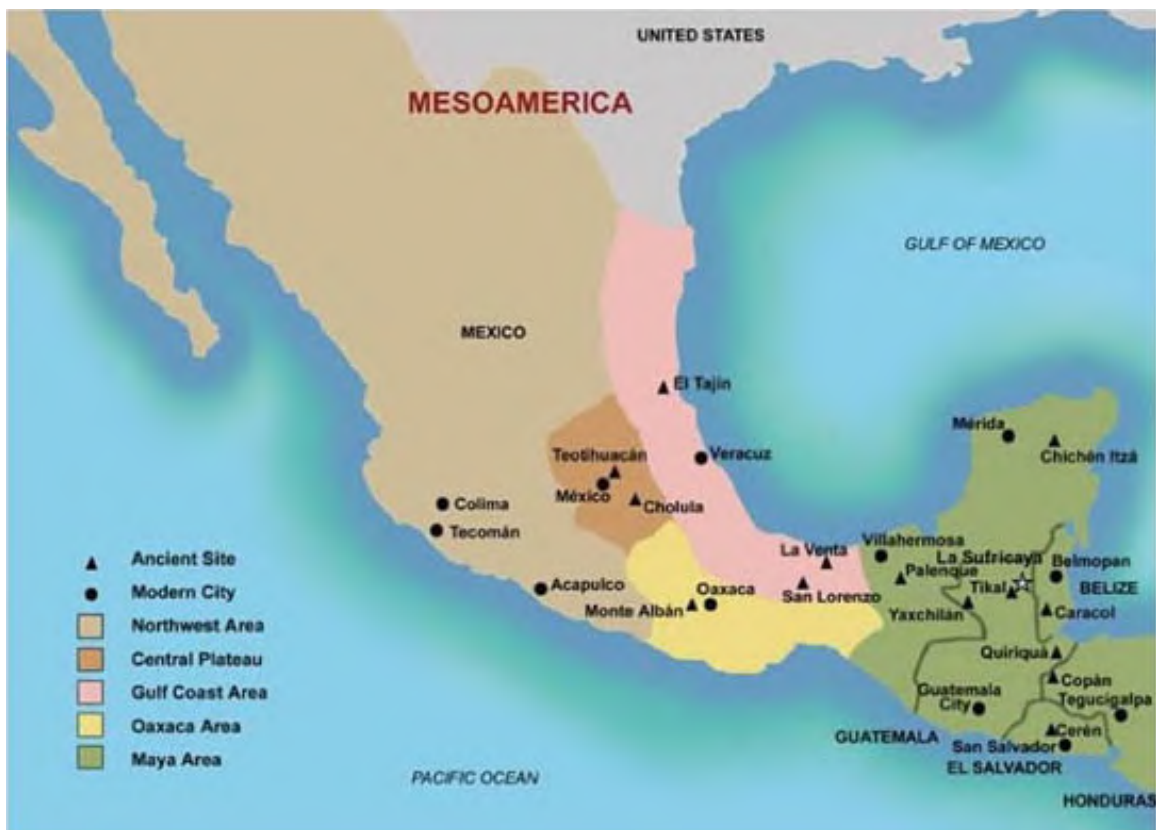 UNITED STATES
MESOAMERICA
GULF OF MEXICO
MEXICO
El Tajín
Mérida
Chichén Itzá
Teotihuacán
Veracuz
México
Cholula
Colima
Tecomán
La Venta
Villahermosa
La Sufricaya
Belmopan
Palenque
Tikal
BELIZE
Acapulco
Oaxaca
San Lorenzo
Monte Albán
Yaxchilán
Caracol
Quiriquá
Copán
Guatemala
City
Tegucigalpa
GUATEMALA
Cerén
San Salvador
EL SALVADOR
HONDURAS
PACIFIC OCEAN
Ancient Site
Modern City
Northwest Area
Central Plateau
Gulf Coast Area
Oaxaca Area
Maya Area